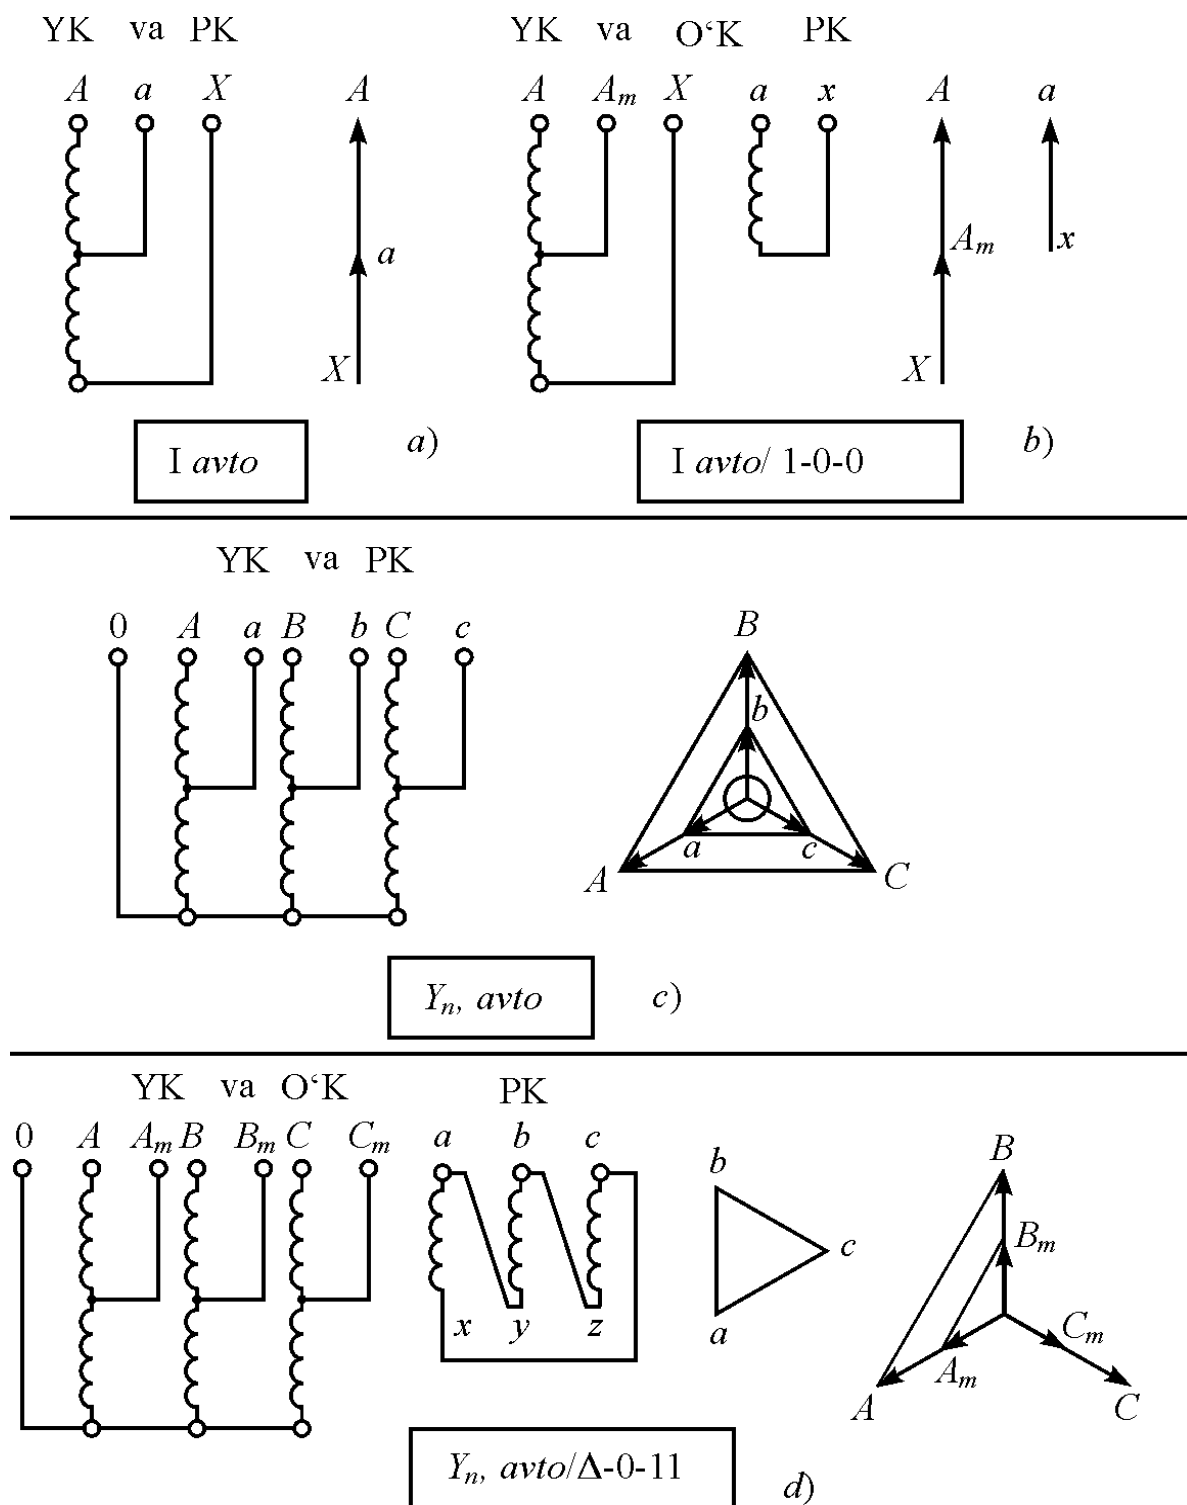 YK va PK
A a X A
a
X
I avto a)
YK va O‘K PK
A Aₘ X a x A a
Aₘ x
X
I avto/ 1-0-0 b)
YK va PK
0 A a B b C c
B
b
a c
A C
Yₙ, avto c)
YK va O‘K PK
0 A Aₘ B Bₘ C Cₘ a b c
x y z
b
c
a
B
Bₘ
Cₘ
Aₘ
A C
Yₙ, avto/Δ-0-11 d)